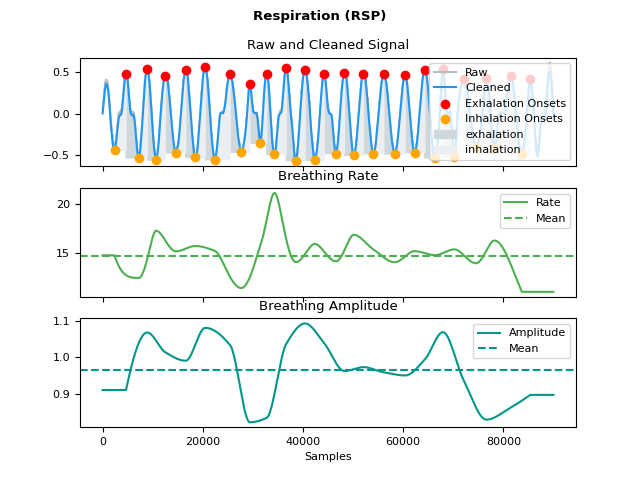 Respiration (RSP)
Raw and Cleaned Signal
0.5
0.0
−0.5
Raw
Cleaned
Exhalation Onsets
Inhalation Onsets
exhalation
inhalation
Breathing Rate
20
15
Rate
Mean
Breathing Amplitude
1.1
1.0
0.9
Amplitude
Mean
0 20000 40000 60000 80000
Samples